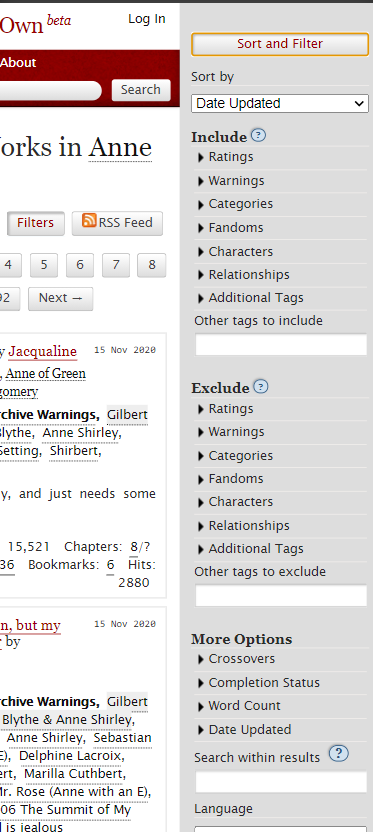 Own beta
Log In
About
Search
orks in Anne
Filters
RSS Feed
4 5 6 7 8
92 Next →
y Jacqualine 15 Nov 2020
, Anne of Green
gomery
rchive Warnings, Gilbert
Blythe, Anne Shirley,
Setting, Shirbert,
y, and just needs some
15,521 Chapters: 8/?
36 Bookmarks: 6 Hits:
2880
n, but my 15 Nov 2020
by
rchive Warnings, Gilbert
Blythe & Anne Shirley,
Anne Shirley, Sebastian
E), Delphine Lacroix,
ert, Marilla Cuthbert,
Mr. Rose (Anne with an E),
06 The Summit of My
l is jealous
Sort and Filter
Sort by
Date Updated
Include ?
Ratings
Warnings
Categories
Fandoms
Characters
Relationships
Additional Tags
Other tags to include
Exclude ?
Ratings
Warnings
Categories
Fandoms
Characters
Relationships
Additional Tags
Other tags to exclude
More Options
Crossovers
Completion Status
Word Count
Date Updated
Search within results ?
Language